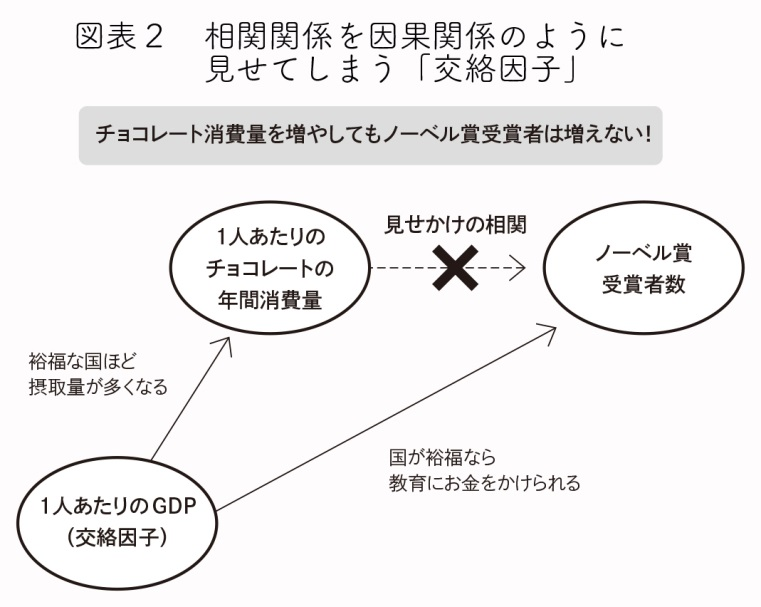 図表２　相関関係を因果関係のように
見せてしまう「交絡因子」
チョコレート消費量を増やしてもノーベル賞受賞者は増えない！
1人あたりの
チョコレートの
年間消費量
見せかけの相関
ノーベル賞
受賞者数
裕福な国ほど
摂取量が多くなる
国が裕福なら
教育にお金をかけられる
1人あたりのGDP
（交絡因子）